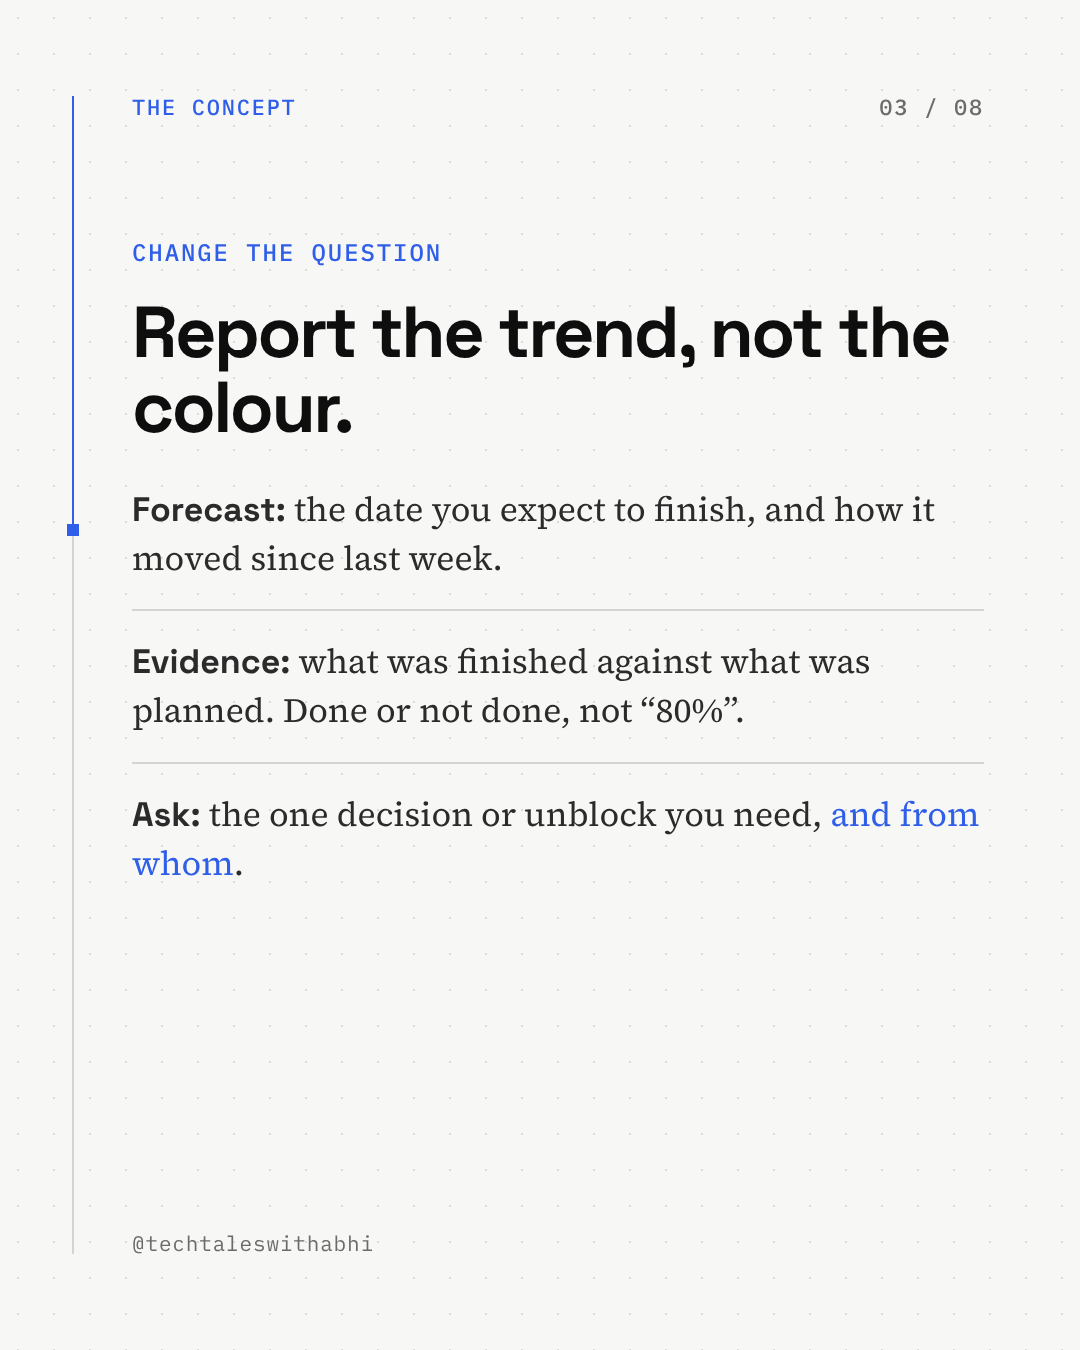 THE CONCEPT
03 / 08
CHANGE THE QUESTION
Report the trend, not the
colour.
Forecast: the date you expect to finish, and how it
moved since last week.
Evidence: what was finished against what was
planned. Done or not done, not “80%”.
Ask: the one decision or unblock you need, and from
whom.
@techtaleswithabhi